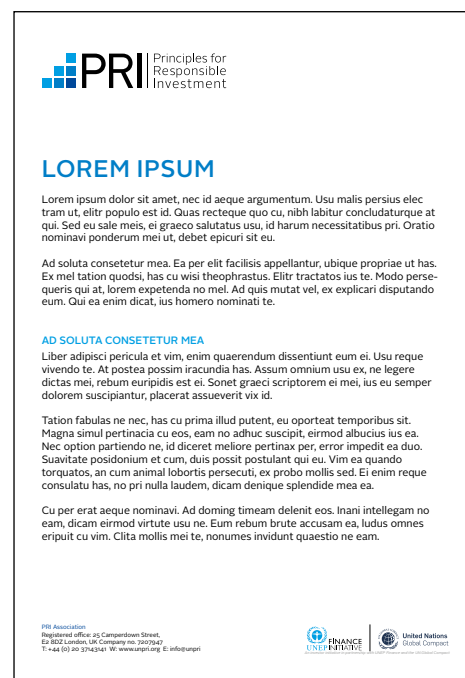 PRI
Principles for
Responsible
Investment
LOREM IPSUM
Lorem ipsum dolor sit amet, nec id aeque argumentum. Usu malis persius elec
tram ut, elitr populo est id. Quas recteque quo cu, nibh labitur concludaturque at
qui. Sed eu sale meis, ei graeco salutatus usu, id harum necessitatibus pri. Oratio
nominavi ponderum mei ut, debet epicuri sit eu.
Ad soluta consetetur mea. Ea per elit facilisis appellantur, ubique propriae ut has.
Ex mel tation quodsi, has cu wisi theophrastus. Elitr tractatos ius te. Modo perse-
queris qui at, lorem expetenda no mel. Ad quis mutat vel, ex explicari disputando
eum. Qui ea enim dicat, ius homero nominati te.
AD SOLUTA CONSETETUR MEA
Liber adipisci pericula et vim, enim quaerendum dissentiunt eum ei. Usu reque
vivendo te. At postea possim iracundia has. Assum omnium usu ex, ne legere
dictas mei, rebum euripidis est ei. Sonet graeci scriptorem ei mei, ius eu semper
dolorem suscipiantur, placerat assueverit vix id.
Tation fabulas ne nec, has cu prima illud putent, eu oporteat temporibus sit.
Magna simul pertinacia cu eos, eam no adhuc suscipit, eirmod albucius ius ea.
Nec option partiendo ne, id diceret meliore pertinax per, error impedit ea duo.
Suavitate posidonium et cum, duis possit postulant qui eu. Vim ea quando
torquatos, an cum animal lobortis persecuti, ex probo mollis sed. Ei enim reque
consulatu has, no pri nulla laudem, dicam denique splendide mea ea.
Cu per erat aeque nominavi. Ad doming timeam delenit eos. Inani intellegam no
eam, dicam eirmod virtute usu ne. Eum rebum brute accusam ea, ludus omnes
eripuit cu vim. Clita mollis mei te, nonumes invidunt quaestio ne eam.
PRI Association
Registered office: 25 Camperdown Street,
E2 8DZ London, UK Company no. 7207947
T: +44 (0) 20 37143141 W: www.unpri.org E: info@unpri
UNEP
FINANCE
INITIATIVE
United Nations
Global Compact